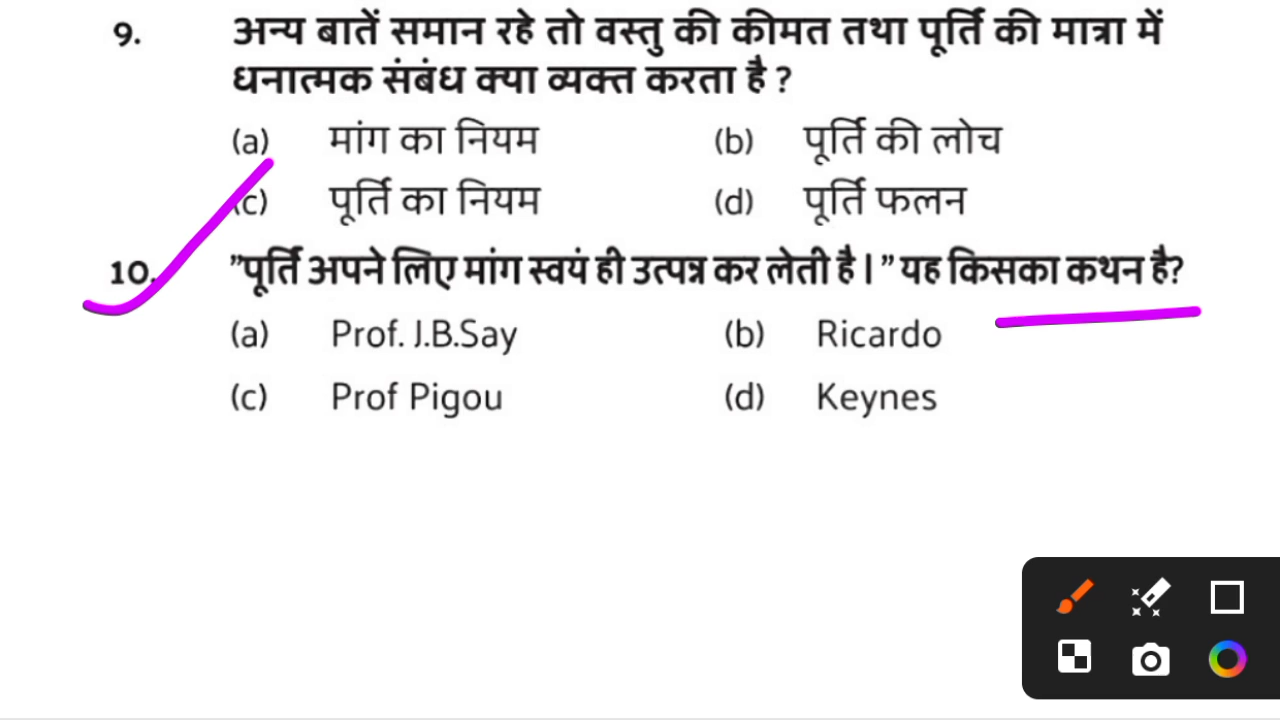 9. अन्य बातें समान रहे तो वस्तु की कीमत तथा पूर्ति की मात्रा में
धनात्मक संबंध क्या व्यक्त करता है ?
(a) मांग का नियम (b) पूर्ति की लोच
(c) पूर्ति का नियम (d) पूर्ति फलन
10. ”पूर्ति अपने लिए मांग स्वयं ही उत्पन्न कर लेती है । ” यह किसका कथन है?
(a) Prof. J.B.Say (b) Ricardo
(c) Prof Pigou (d) Keynes